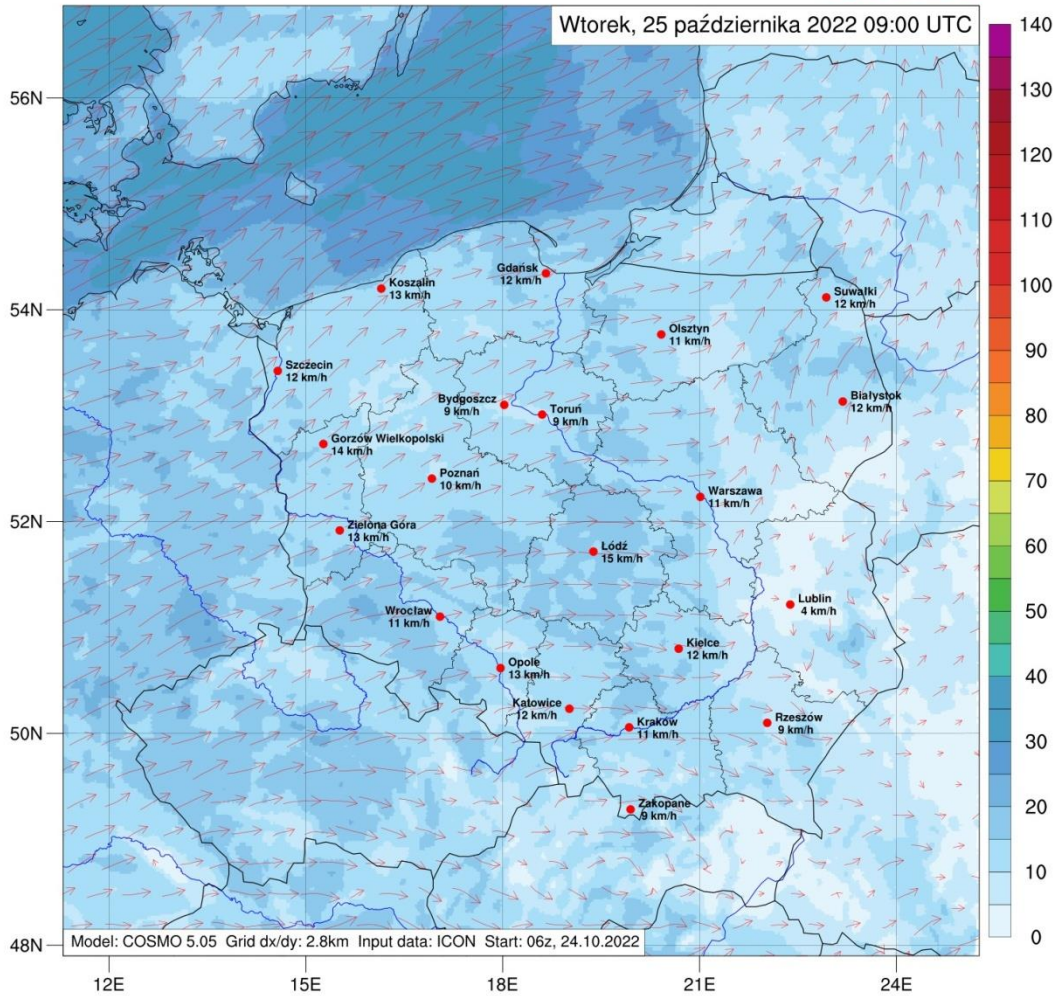 Wtorek, 25 października 2022 09:00 UTC
140
130
120
110
100
90
80
70
60
50
40
30
20
10
0
56N
54N
52N
50N
48N
12E
15E
18E
21E
24E
Gdańsk
12 km/h
Koszalin
13 km/h
Suwałki
12 km/h
Olsztyn
11 km/h
Szczecin
12 km/h
Bydgoszcz
9 km/h
Toruń
9 km/h
Białystok
12 km/h
Gorzów Wielkopolski
14 km/h
Poznań
10 km/h
Warszawa
11 km/h
Zielona Góra
13 km/h
Łódź
15 km/h
Lublin
4 km/h
Wrocław
11 km/h
Kielce
12 km/h
Opole
13 km/h
Katowice
12 km/h
Kraków
11 km/h
Rzeszów
9 km/h
Zakopane
9 km/h
Model: COSMO 5.05 Grid dx/dy: 2.8km Input data: ICON Start: 06z, 24.10.2022